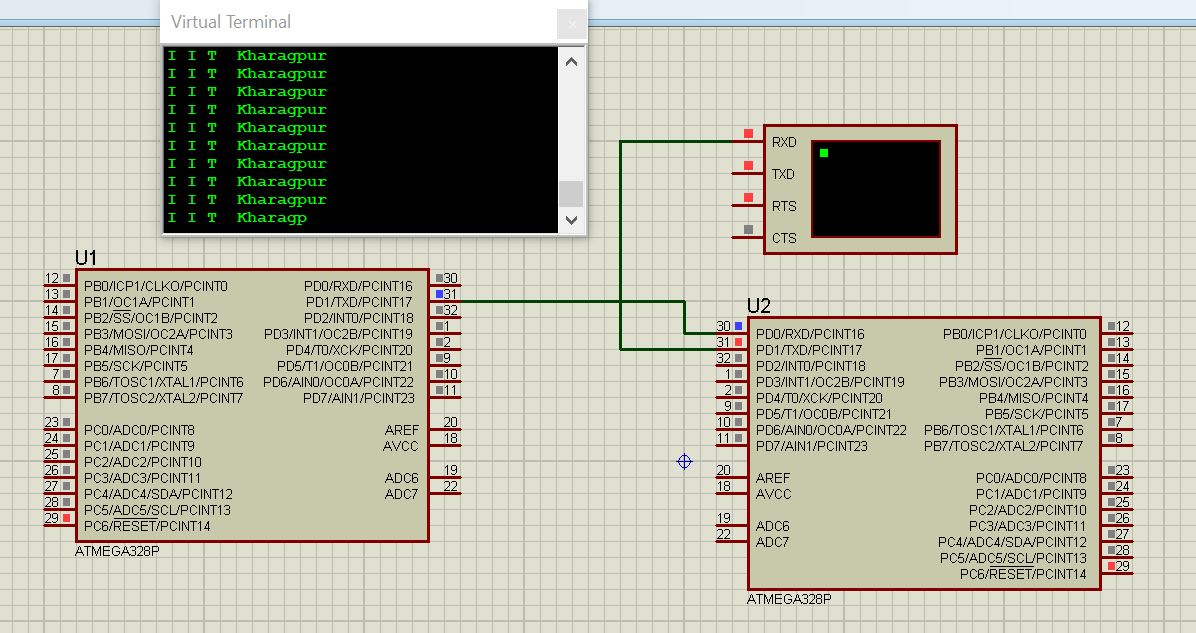 Virtual Terminal
I I T Kharagpur
I I T Kharagpur
I I T Kharagpur
I I T Kharagpur
I I T Kharagpur
I I T Kharagpur
I I T Kharagpur
I I T Kharagpur
I I T Kharagpur
I I T Kharagp
RXD
TXD
RTS
CTS
U1
12 PB0/ICP1/CLKO/PCINT0 PD0/RXD/PCINT16 30
13 PB1/OC1A/PCINT1 PD1/TXD/PCINT17 31
14 PB2/SS/OC1B/PCINT2 PD2/INT0/PCINT18 32
15 PB3/MOSI/OC2A/PCINT3 PD3/INT1/OC2B/PCINT19 1
16 PB4/MISO/PCINT4 PD4/T0/XCK/PCINT20 2
17 PB5/SCK/PCINT5 PD5/T1/OC0B/PCINT21 9
7 PB6/TOSC1/XTAL1/PCINT6 PD6/AIN0/OC0A/PCINT22 10
8 PB7/TOSC2/XTAL2/PCINT7 PD7/AIN1/PCINT23 11
23 PC0/ADC0/PCINT8 AREF 20
24 PC1/ADC1/PCINT9 AVCC 18
25 PC2/ADC2/PCINT10
26 PC3/ADC3/PCINT11 ADC6 19
27 PC4/ADC4/SDA/PCINT12 ADC7 22
28 PC5/ADC5/SCL/PCINT13
29 PC6/RESET/PCINT14
ATMEGA328P
U2
30 PD0/RXD/PCINT16 PB0/ICP1/CLKO/PCINT0 12
31 PD1/TXD/PCINT17 PB1/OC1A/PCINT1 13
32 PD2/INT0/PCINT18 PB2/SS/OC1B/PCINT2 14
1 PD3/INT1/OC2B/PCINT19 PB3/MOSI/OC2A/PCINT3 15
2 PD4/T0/XCK/PCINT20 PB4/MISO/PCINT4 16
9 PD5/T1/OC0B/PCINT21 PB5/SCK/PCINT5 17
10 PD6/AIN0/OC0A/PCINT22 PB6/TOSC1/XTAL1/PCINT6 7
11 PD7/AIN1/PCINT23 PB7/TOSC2/XTAL2/PCINT7 8
20 AREF PC0/ADC0/PCINT8 23
18 AVCC PC1/ADC1/PCINT9 24
PC2/ADC2/PCINT10 25
19 ADC6 PC3/ADC3/PCINT11 26
22 ADC7 PC4/ADC4/SDA/PCINT12 27
PC5/ADC5/SCL/PCINT13 28
PC6/RESET/PCINT14 29
ATMEGA328P